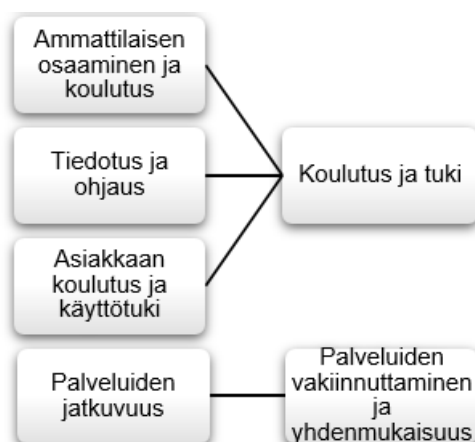 Ammattilaisen
osaaminen ja
koulutus
Tiedotus ja
ohjaus
Koulutus ja tuki
Asiakkaan
koulutus ja
käyttötuki
Palveluiden
jatkuvuus
Palveluiden
vakiinnuttaminen
ja
yhdenmukaisuus